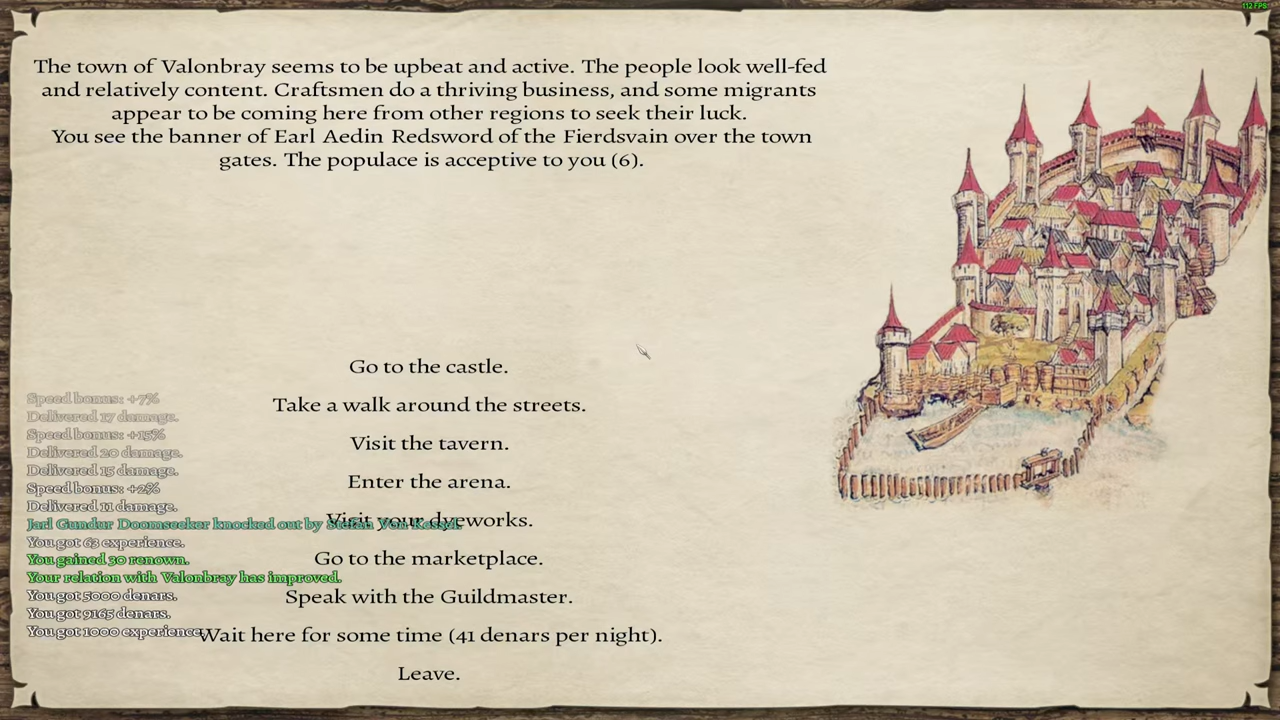 112 FPS
The town of Valonbray seems to be upbeat and active. The people look well-fed
and relatively content. Craftsmen do a thriving business, and some migrants
appear to be coming here from other regions to seek their luck.
You see the banner of Earl Aedin Redsword of the Fierdsvain over the town
gates. The populace is acceptive to you (6).
Go to the castle.
Take a walk around the streets.
Visit the tavern.
Enter the arena.
Visit your dyeworks.
Go to the marketplace.
Speak with the Guildmaster.
Wait here for some time (41 denars per night).
Leave.
Speed bonus: +7%
Delivered 17 damage.
Speed bonus: +15%
Delivered 20 damage.
Delivered 15 damage.
Speed bonus: +2%
Delivered 11 damage.
Jarl Gundur Doomseeker knocked out by Stefan Von Kessel.
You got 63 experience.
You gained 30 renown.
Your relation with Valonbray has improved.
You got 5000 denars.
You got 9165 denars.
You got 1000 experience.